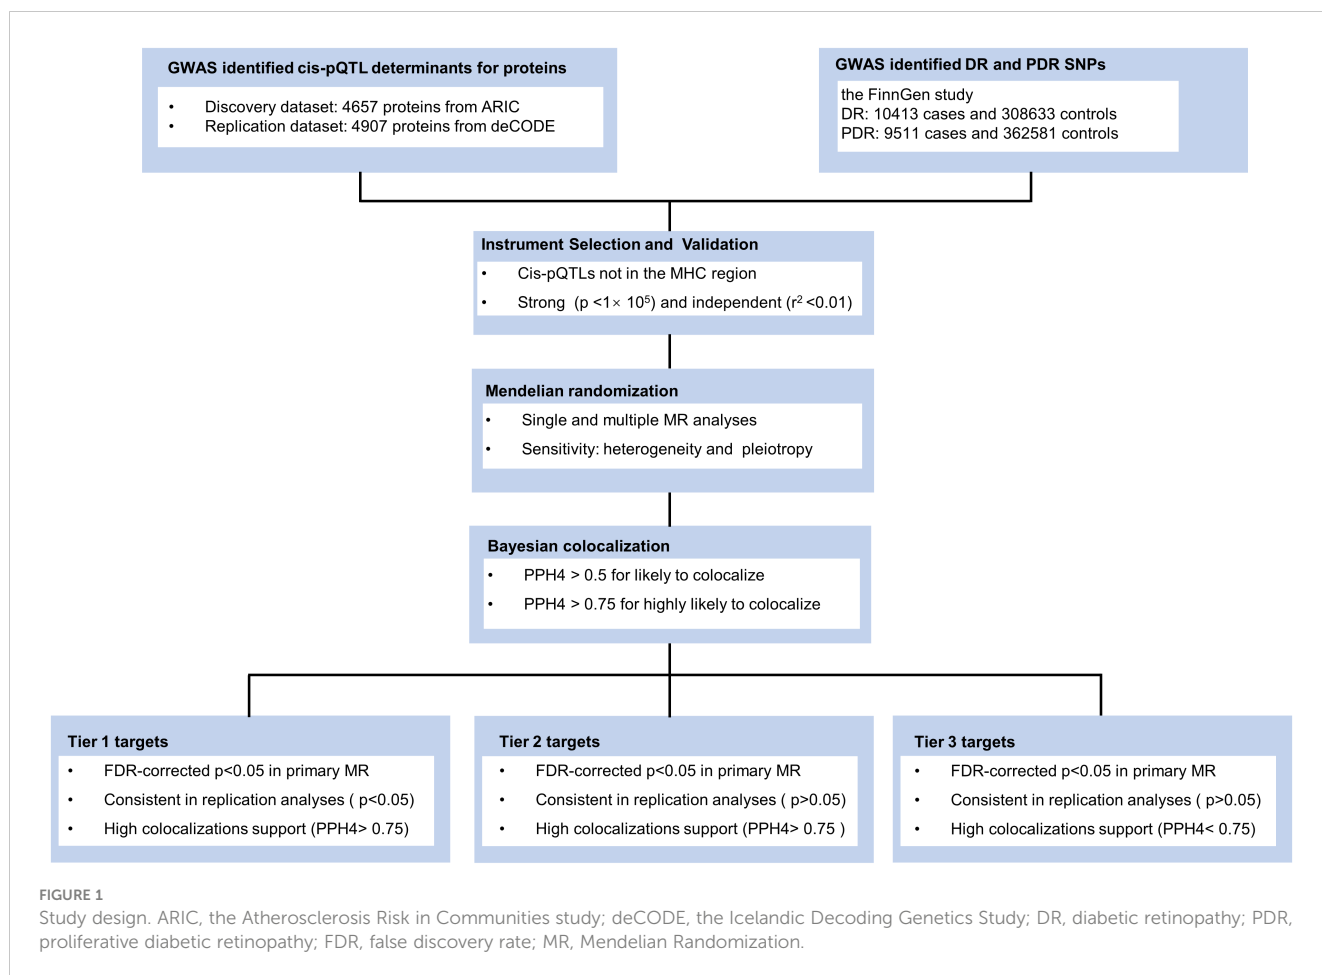 GWAS identified cis-pQTL determinants for proteins
• Discovery dataset: 4657 proteins from ARIC
• Replication dataset: 4907 proteins from deCODE
GWAS identified DR and PDR SNPs
the FinnGen study
DR: 10413 cases and 308633 controls
PDR: 9511 cases and 362581 controls
Instrument Selection and Validation
• Cis-pQTLs not in the MHC region
• Strong (p <1× 10⁵) and independent (r² <0.01)
Mendelian randomization
• Single and multiple MR analyses
• Sensitivity: heterogeneity and pleiotropy
Bayesian colocalization
• PPH4 > 0.5 for likely to colocalize
• PPH4 > 0.75 for highly likely to colocalize
Tier 1 targets
• FDR-corrected p<0.05 in primary MR
• Consistent in replication analyses ( p<0.05)
• High colocalizations support (PPH4> 0.75)
Tier 2 targets
• FDR-corrected p<0.05 in primary MR
• Consistent in replication analyses ( p>0.05)
• High colocalizations support (PPH4> 0.75 )
Tier 3 targets
• FDR-corrected p<0.05 in primary MR
• Consistent in replication analyses ( p>0.05)
• High colocalizations support (PPH4< 0.75)
FIGURE 1
Study design. ARIC, the Atherosclerosis Risk in Communities study; deCODE, the Icelandic Decoding Genetics Study; DR, diabetic retinopathy; PDR,
proliferative diabetic retinopathy; FDR, false discovery rate; MR, Mendelian Randomization.